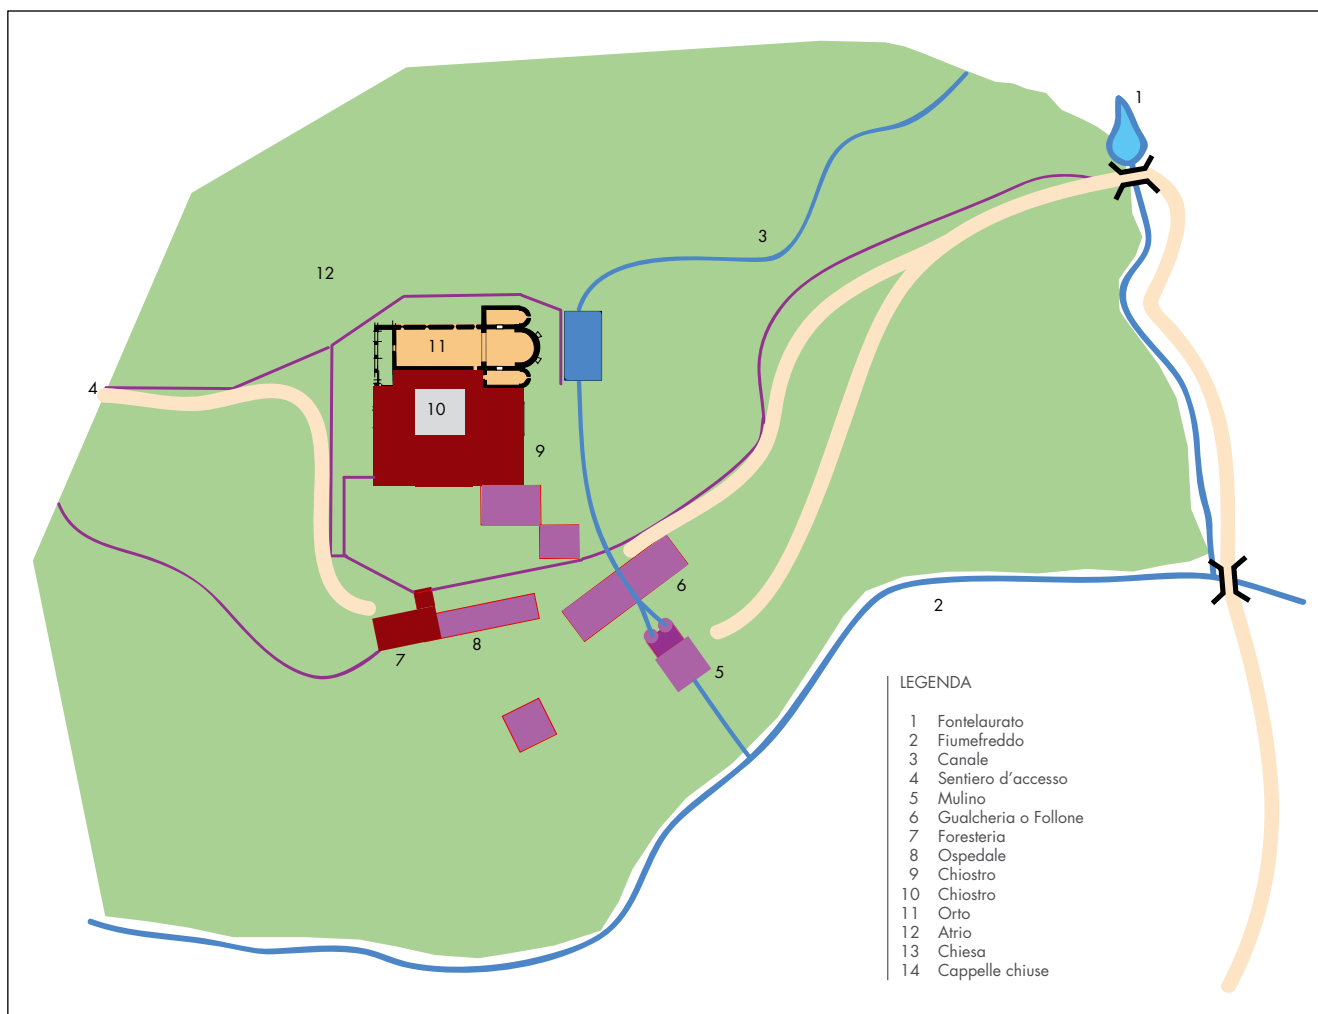 1
3
12
4
11
10
9
6
2
8
7
5
LEGENDA
1 Fontelaurato
2 Fiumefreddo
3 Canale
4 Sentiero d'accesso
5 Mulino
6 Gualcheria o Follone
7 Foresteria
8 Ospedale
9 Chiostro
10 Chiostro
11 Orto
12 Atrio
13 Chiesa
14 Cappelle chiuse